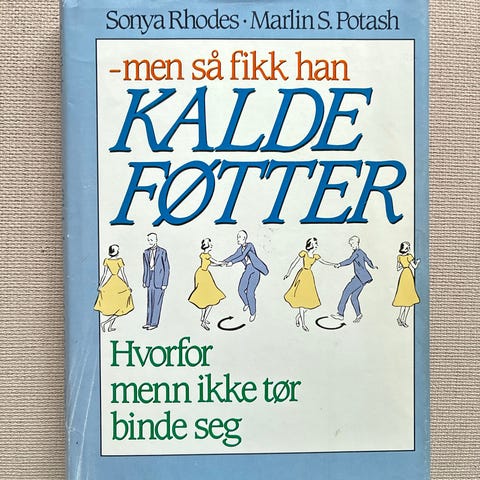 Sonya Rhodes · Marlin S. Potash
-men så fikk han
KALDE
FØTTER
Hvorfor
menn ikke tør
binde seg